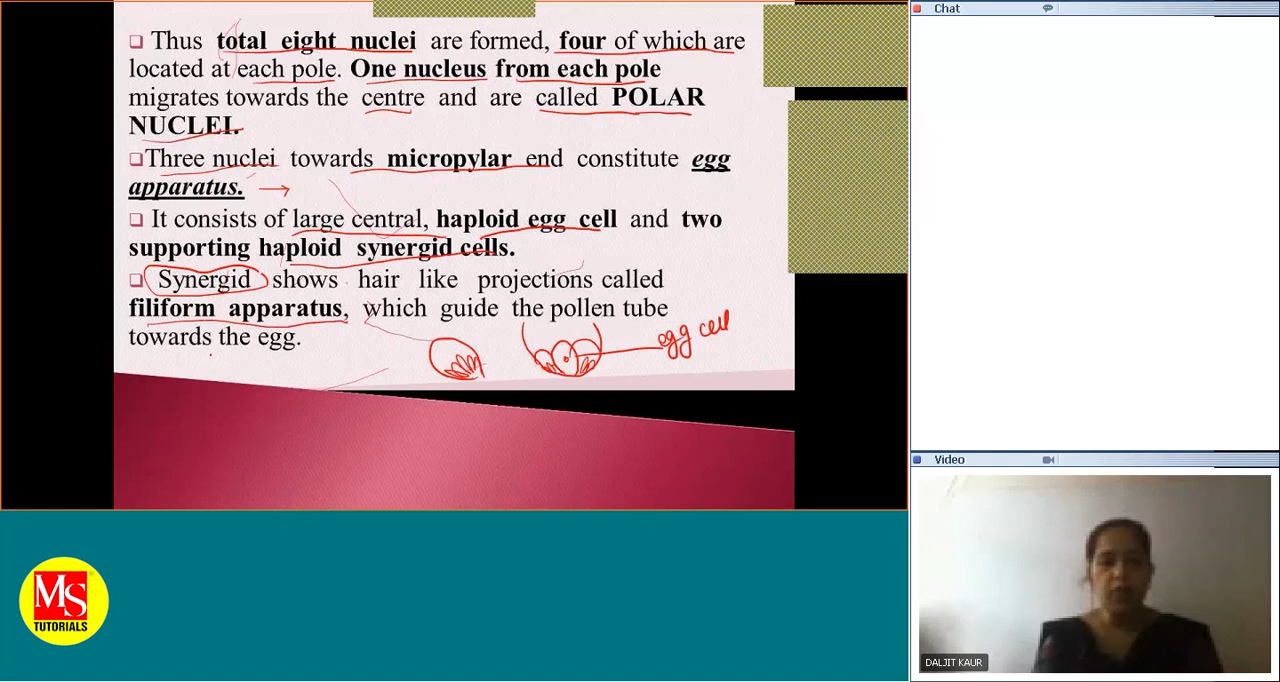 Thus total eight nuclei are formed, four of which are
located at each pole. One nucleus from each pole
migrates towards the centre and are called POLAR
NUCLEI.
Three nuclei towards micropylar end constitute egg
apparatus. →
It consists of large central, haploid egg cell and two
supporting haploid synergid cells.
Synergid shows hair like projections called
filiform apparatus, which guide the pollen tube
towards the egg.
egg cell
MS
TUTORIALS
Chat
Video
DALJIT KAUR